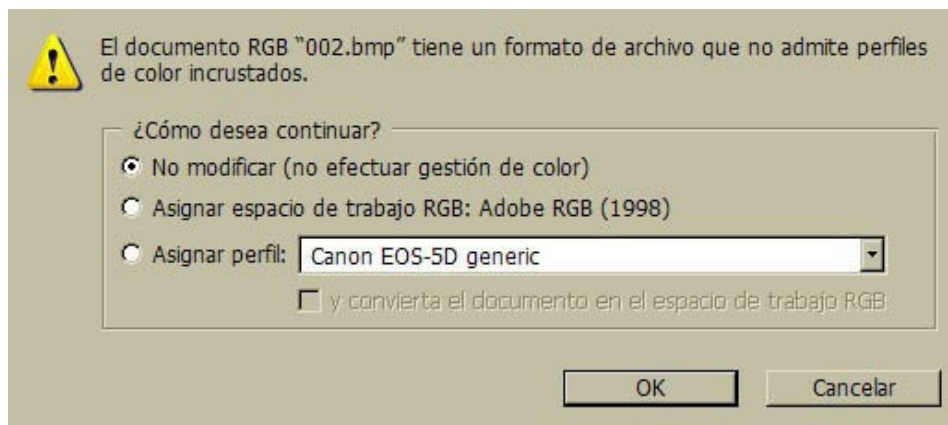 El documento RGB “002.bmp” tiene un formato de archivo que no admite perfiles
de color incrustados.
¿Cómo desea continuar?
No modificar (no efectuar gestión de color)
Asignar espacio de trabajo RGB: Adobe RGB (1998)
Asignar perfil: Canon EOS-5D generic
y convierta el documento en el espacio de trabajo RGB
OK Cancelar